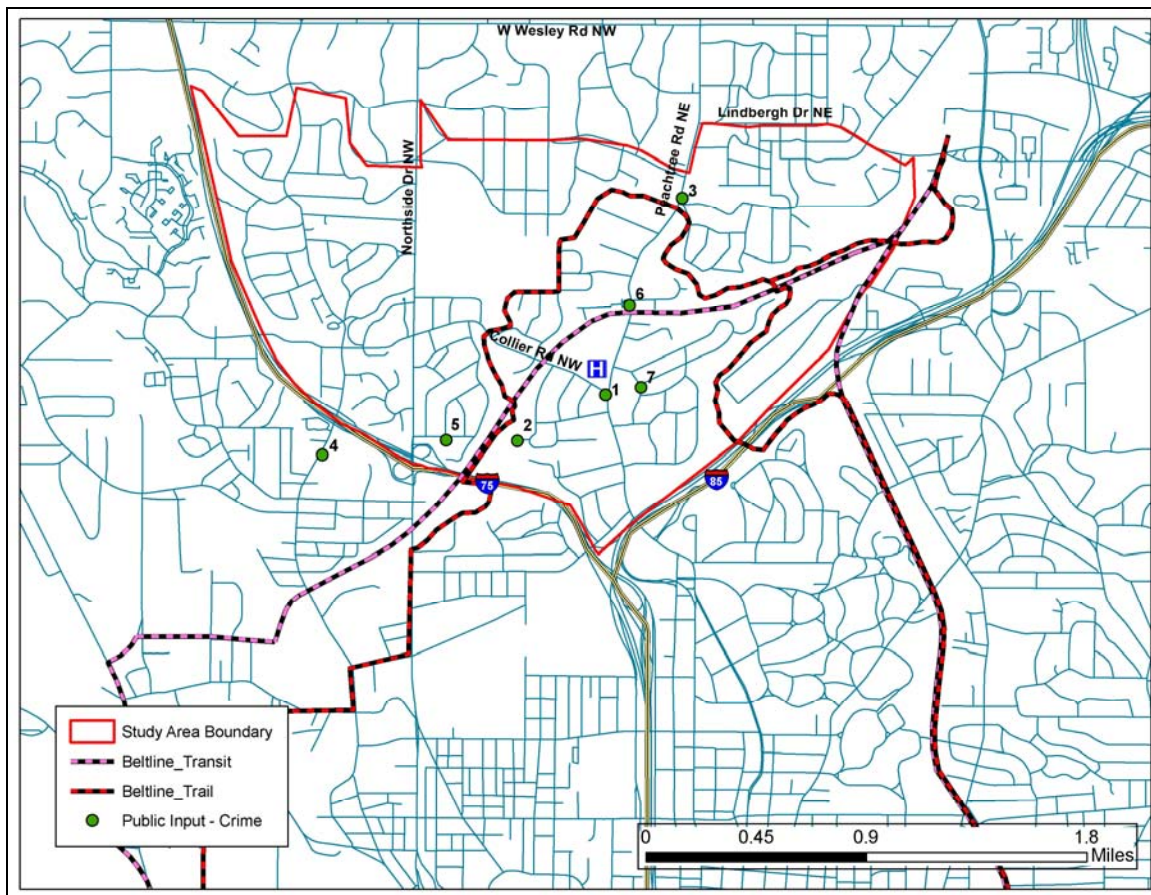 W Wesley Rd NW
Lindbergh Dr NE
Peachtree Rd NE
Northside Dr NW
3
6
Collier Rd NW
H
7
1
5
2
4
75
85
Study Area Boundary
Beltline_Transit
Beltline_Trail
Public Input - Crime
0 0.45 0.9 1.8
Miles